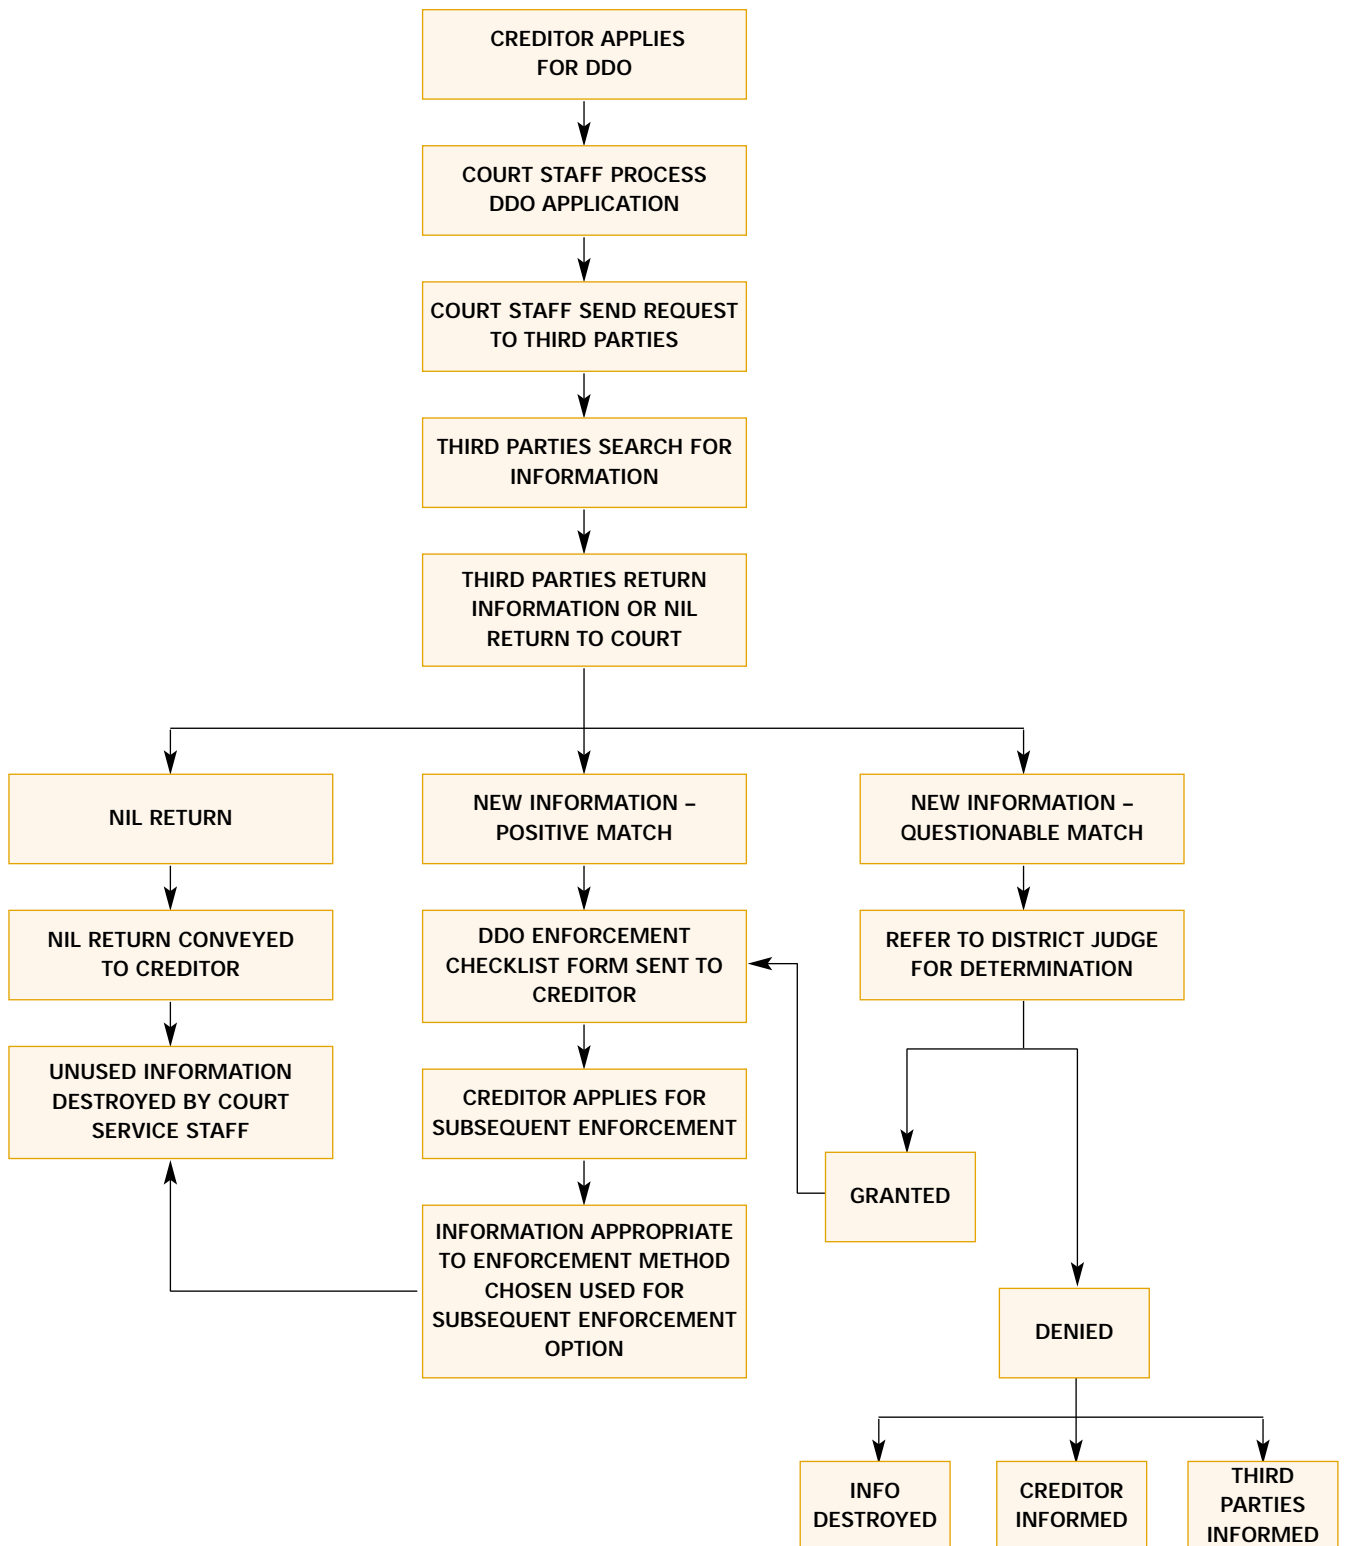 CREDITOR APPLIES
FOR DDO
COURT STAFF PROCESS
DDO APPLICATION
COURT STAFF SEND REQUEST
TO THIRD PARTIES
THIRD PARTIES SEARCH FOR
INFORMATION
THIRD PARTIES RETURN
INFORMATION OR NIL
RETURN TO COURT
NIL RETURN
NEW INFORMATION –
POSITIVE MATCH
NEW INFORMATION –
QUESTIONABLE MATCH
NIL RETURN CONVEYED
TO CREDITOR
DDO ENFORCEMENT
CHECKLIST FORM SENT TO
CREDITOR
REFER TO DISTRICT JUDGE
FOR DETERMINATION
UNUSED INFORMATION
DESTROYED BY COURT
SERVICE STAFF
CREDITOR APPLIES FOR
SUBSEQUENT ENFORCEMENT
GRANTED
INFORMATION APPROPRIATE
TO ENFORCEMENT METHOD
CHOSEN USED FOR
SUBSEQUENT ENFORCEMENT
OPTION
DENIED
INFO
DESTROYED
CREDITOR
INFORMED
THIRD
PARTIES
INFORMED